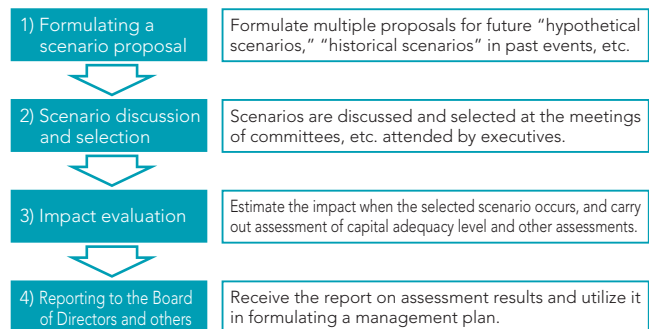 1) Formulating a
scenario proposal
Formulate multiple proposals for future “hypothetical
scenarios,” “historical scenarios“ in past events, etc.
2) Scenario discussion
and selection
Scenarios are discussed and selected at the meetings
of committees, etc. attended by executives.
3) Impact evaluation
Estimate the impact when the selected scenario occurs, and carry
out assessment of capital adequacy level and other assessments.
4) Reporting to the Board
of Directors and others
Receive the report on assessment results and utilize it
in formulating a management plan.